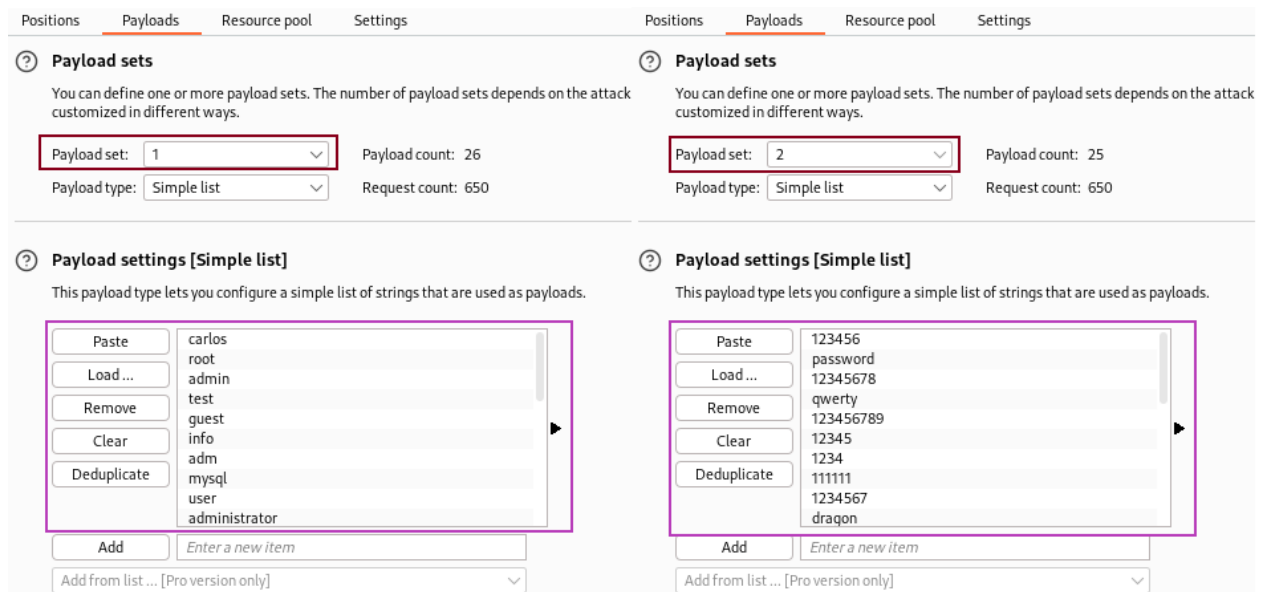 Positions Payloads Resource pool Settings
? Payload sets
You can define one or more payload sets. The number of payload sets depends on the attack
customized in different ways.
Payload set: 1 Payload count: 26
Payload type: Simple list Request count: 650
? Payload settings [Simple list]
This payload type lets you configure a simple list of strings that are used as payloads.
Paste
Load ...
Remove
Clear
Deduplicate
carlos
root
admin
test
guest
info
adm
mysql
user
administrator
Add Enter a new item
Add from list ... [Pro version only]
Positions Payloads Resource pool Settings
? Payload sets
You can define one or more payload sets. The number of payload sets depends on the attack
customized in different ways.
Payload set: 2 Payload count: 25
Payload type: Simple list Request count: 650
? Payload settings [Simple list]
This payload type lets you configure a simple list of strings that are used as payloads.
Paste
Load ...
Remove
Clear
Deduplicate
123456
password
12345678
qwerty
123456789
12345
1234
111111
1234567
dragon
Add Enter a new item
Add from list ... [Pro version only]